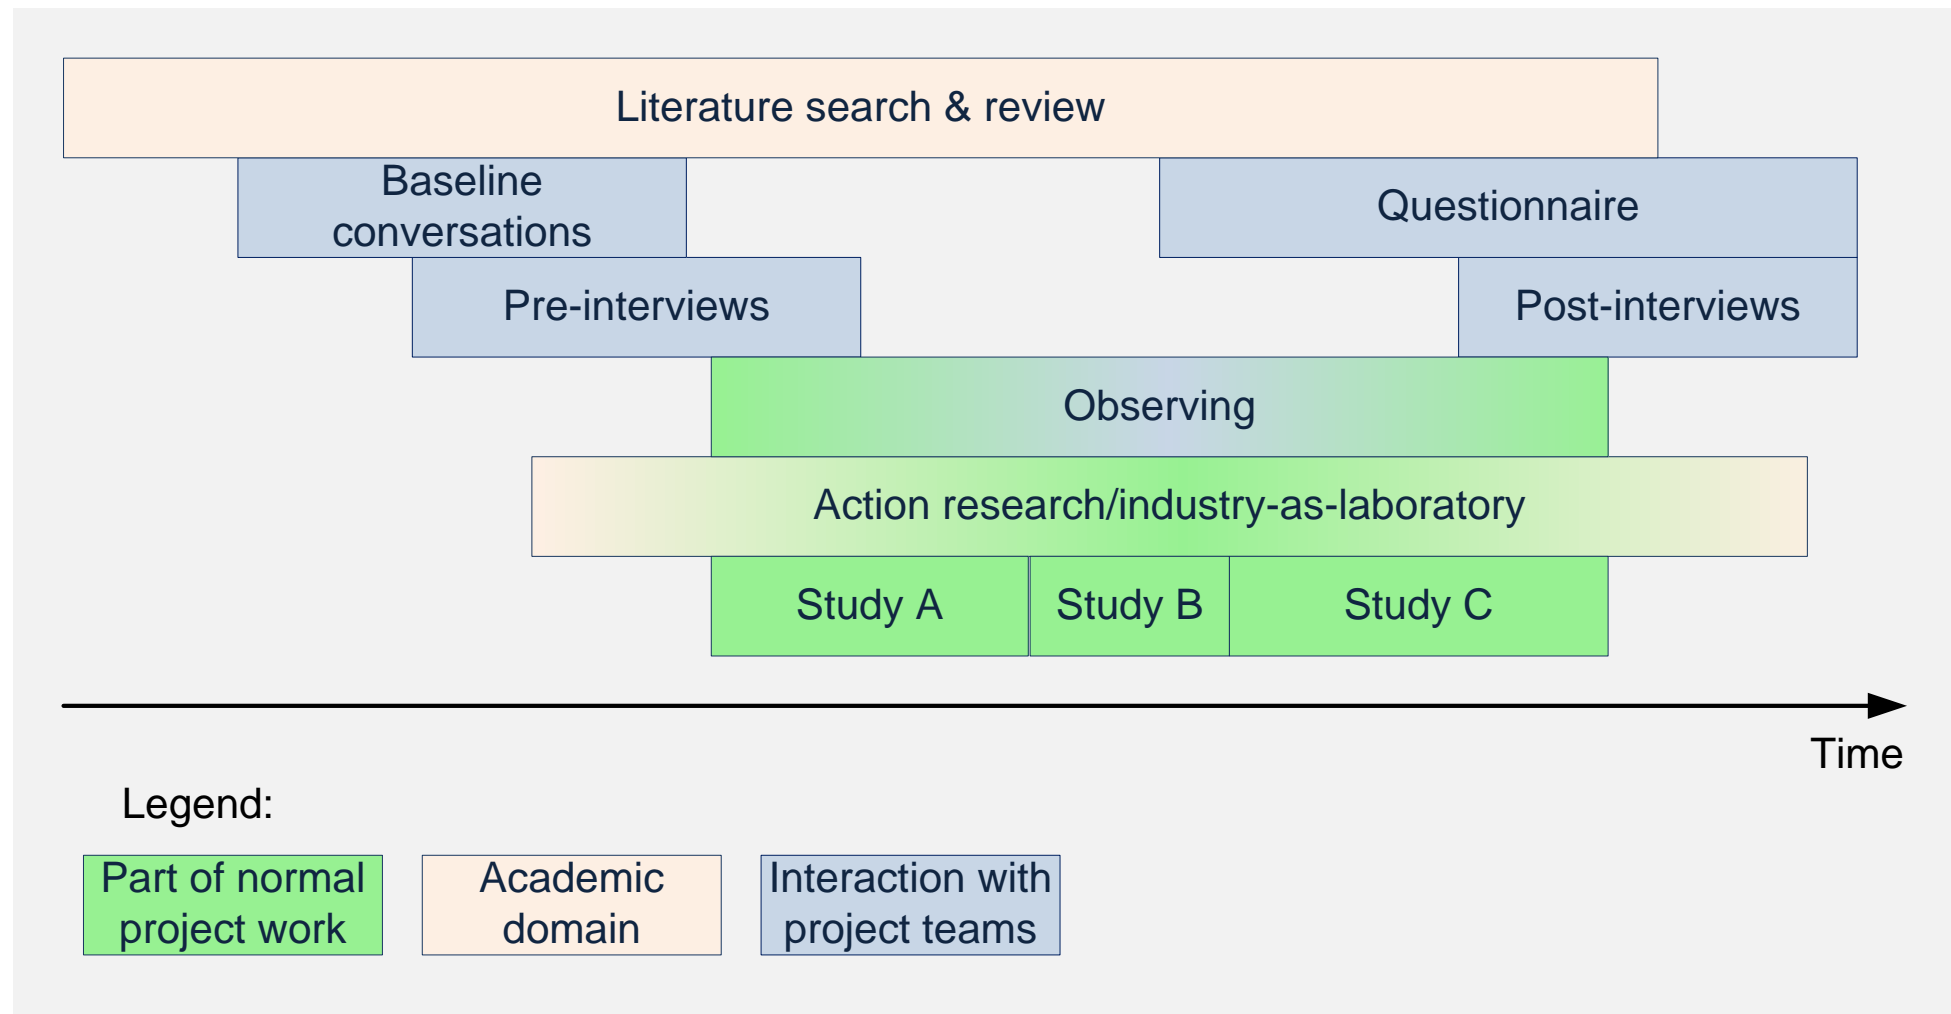 Literature search & review
Baseline
conversations
Questionnaire
Pre-interviews
Post-interviews
Observing
Action research/industry-as-laboratory
Study A
Study B
Study C
Time
Legend:
Part of normal
project work
Academic
domain
Interaction with
project teams